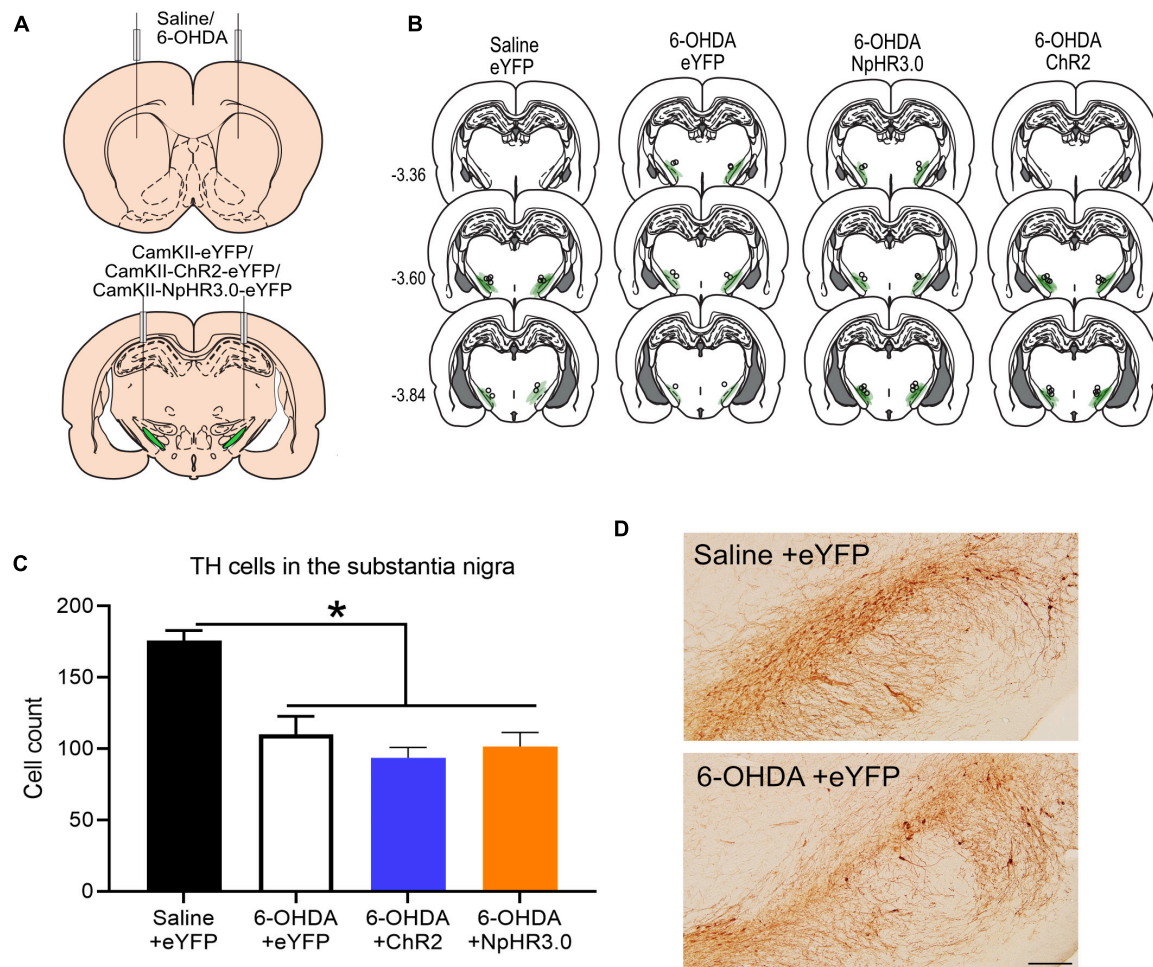 A
Saline/
6-OHDA
CamKII-eYFP/
CamKII-ChR2-eYFP/
CamKII-NpHR3.0-eYFP
B
Saline
eYFP
6-OHDA
eYFP
6-OHDA
NpHR3.0
6-OHDA
ChR2
-3.36
-3.60
-3.84
C
TH cells in the substantia nigra
Cell count
200
150
100
50
0
*
Saline
+eYFP
6-OHDA
+eYFP
6-OHDA
+ChR2
6-OHDA
+NpHR3.0
D
Saline +eYFP
6-OHDA +eYFP